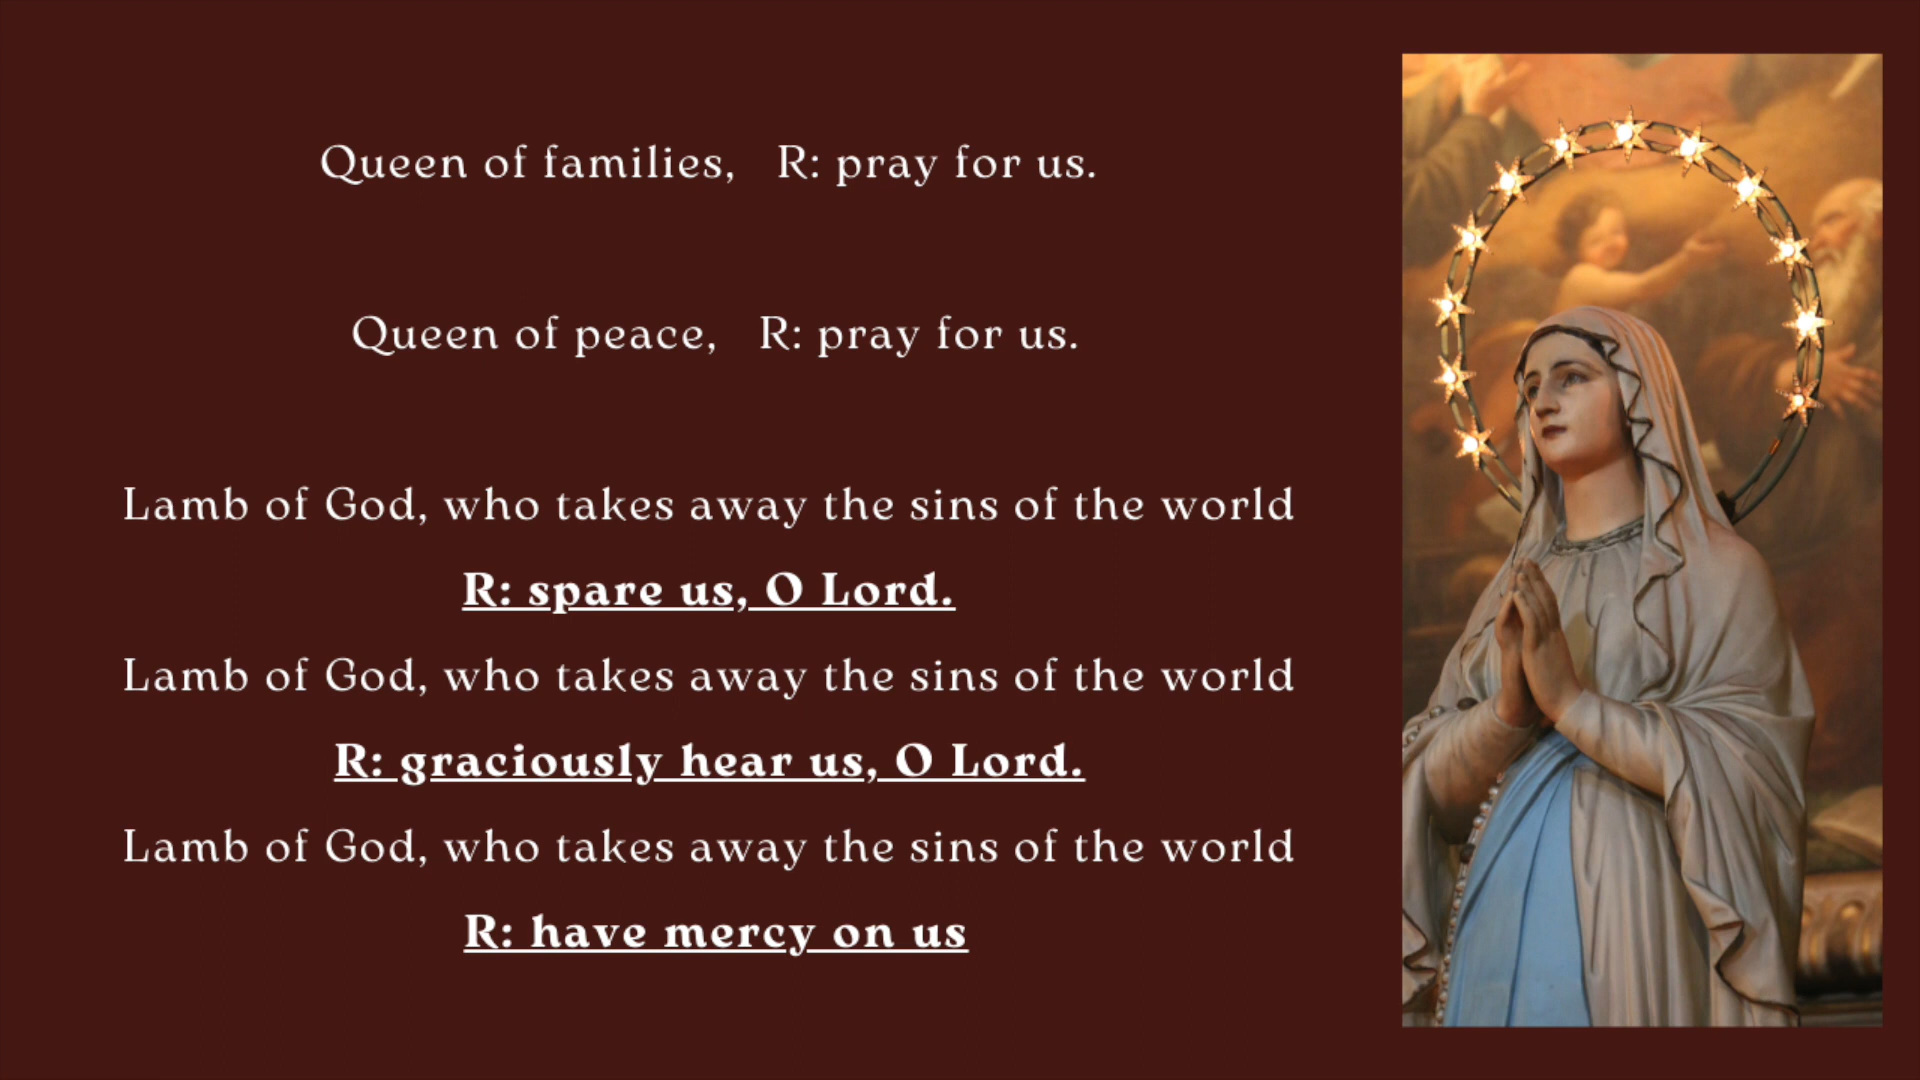 Queen of families, R: pray for us.
Queen of peace, R: pray for us.
Lamb of God, who takes away the sins of the world
R: spare us, O Lord.
Lamb of God, who takes away the sins of the world
R: graciously hear us, O Lord.
Lamb of God, who takes away the sins of the world
R: have mercy on us